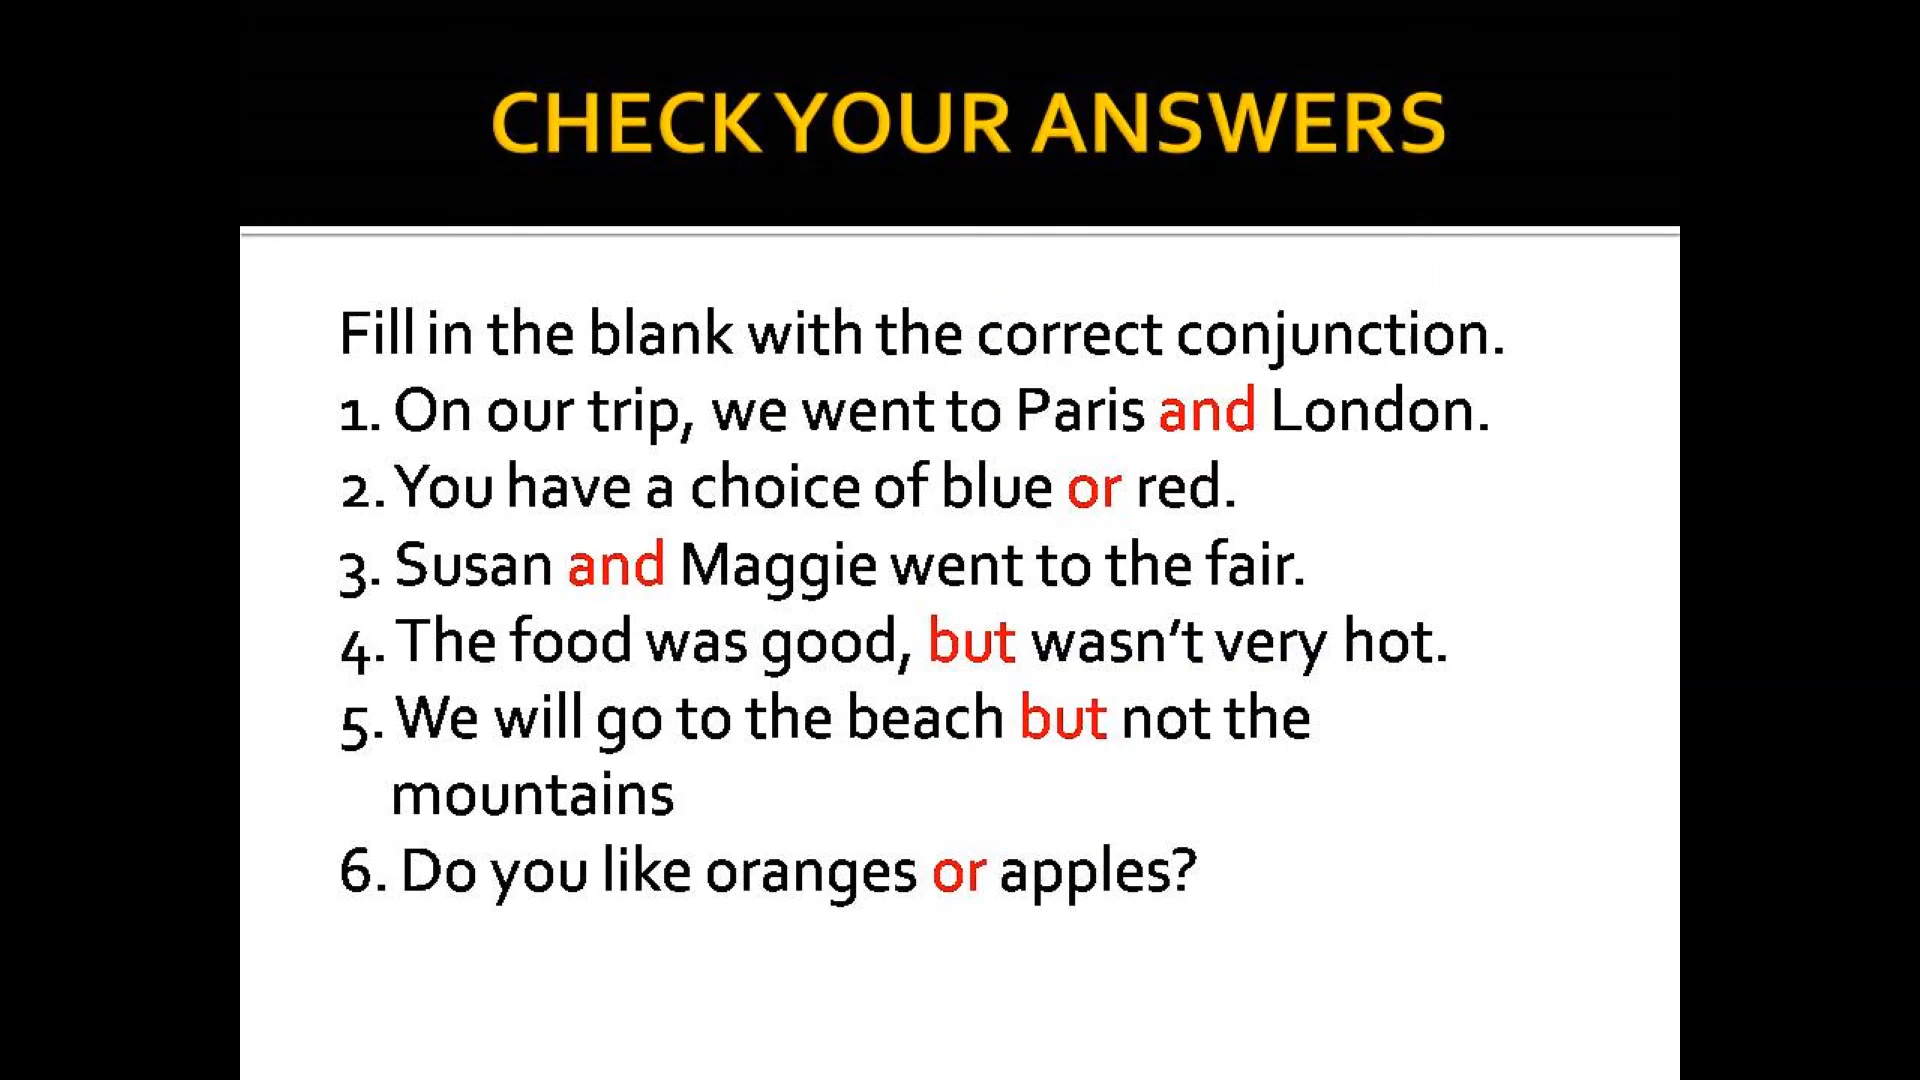 CHECK YOUR ANSWERS
Fill in the blank with the correct conjunction.
1. On our trip, we went to Paris and London.
2. You have a choice of blue or red.
3. Susan and Maggie went to the fair.
4. The food was good, but wasn't very hot.
5. We will go to the beach but not the
mountains
6. Do you like oranges or apples?